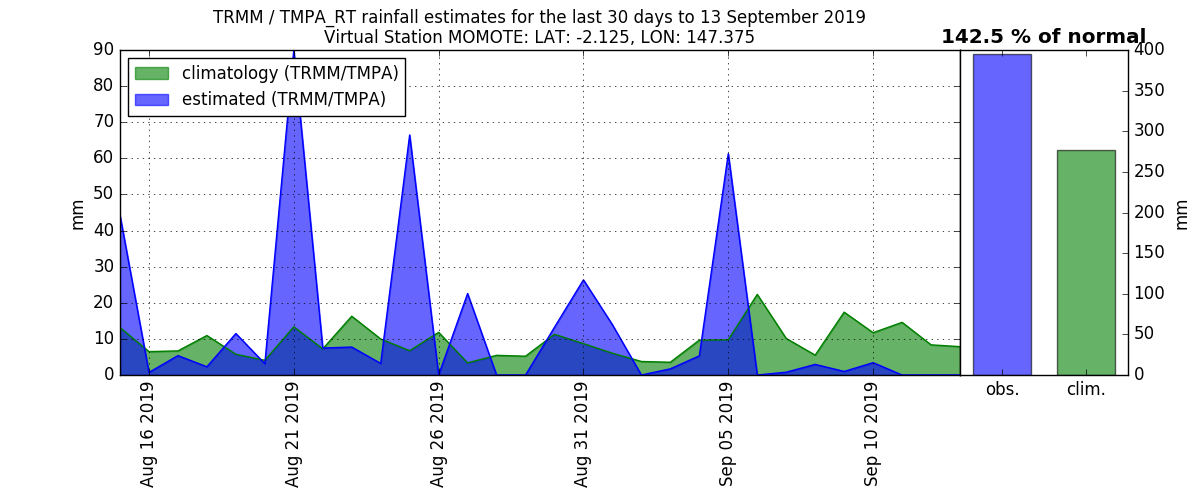 TRMM / TMPA_RT rainfall estimates for the last 30 days to 13 September 2019
Virtual Station MOMOTE: LAT: -2.125, LON: 147.375
142.5 % of normal
climatology (TRMM/TMPA)
estimated (TRMM/TMPA)
90
80
70
60
50
40
30
20
10
0
mm
Aug 16 2019
Aug 21 2019
Aug 26 2019
Aug 31 2019
Sep 05 2019
Sep 10 2019
400
350
300
250
200
150
100
50
0
mm
obs.
clim.